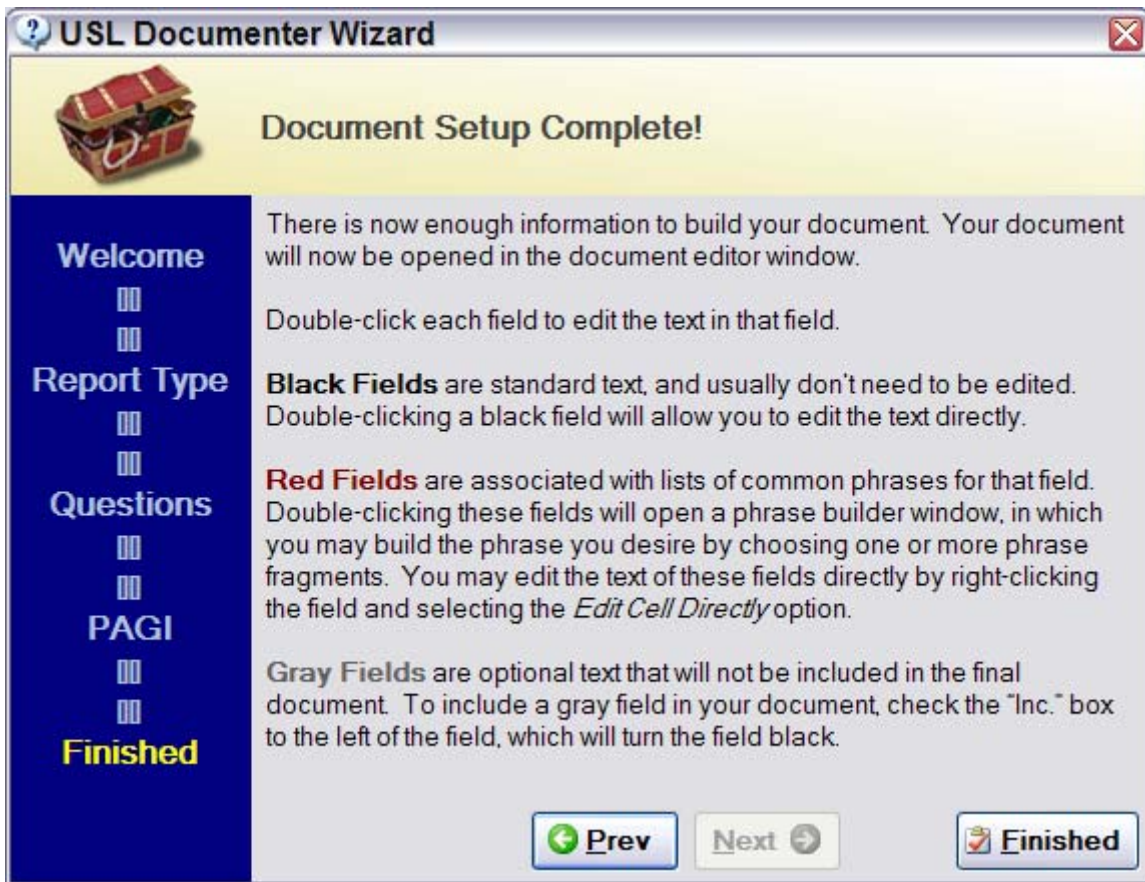 USL Documenter Wizard
Document Setup Complete!
Welcome
Report Type
Questions
PAGI
Finished
There is now enough information to build your document. Your document
will now be opened in the document editor window.
Double-click each field to edit the text in that field.
Black Fields are standard text, and usually don't need to be edited.
Double-clicking a black field will allow you to edit the text directly.
Red Fields are associated with lists of common phrases for that field.
Double-clicking these fields will open a phrase builder window, in which
you may build the phrase you desire by choosing one or more phrase
fragments. You may edit the text of these fields directly by right-clicking
the field and selecting the Edit Cell Directly option.
Gray Fields are optional text that will not be included in the final
document. To include a gray field in your document, check the "Inc." box
to the left of the field, which will turn the field black.
Prev
Next
Finished